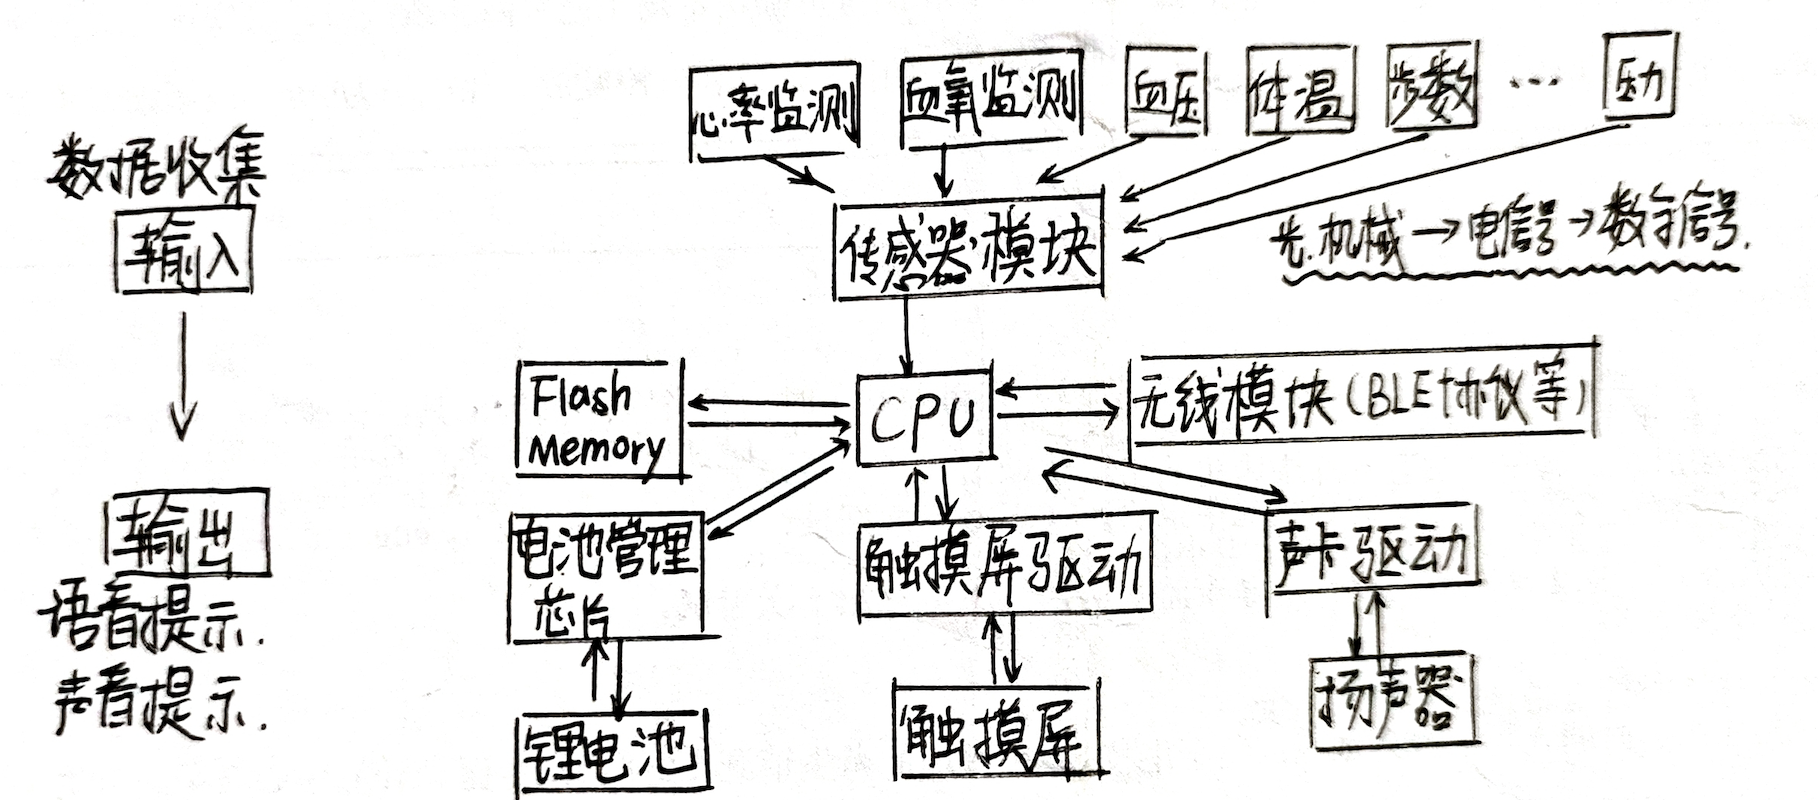 心率监测
血氧监测
血压
体温
步数
...
压力
数据收集
输入
传感器模块
光.机械→电信号→数字信号.
Flash
Memory
CPU
无线模块(BLE协议等)
输出
语音提示.
声音提示.
电池管理
芯片
触摸屏驱动
声卡驱动
锂电池
触摸屏
扬声器